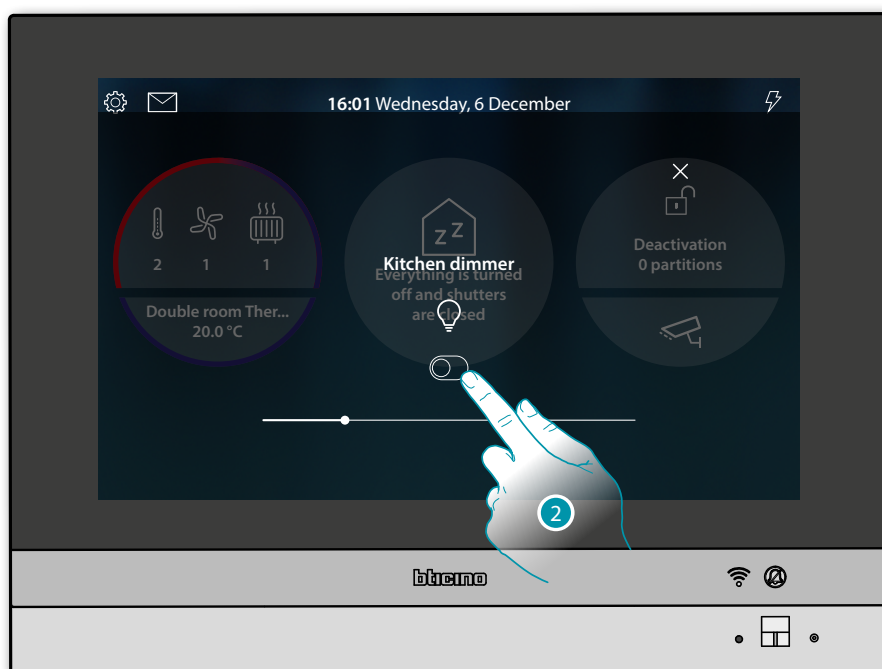 16:01 Wednesday, 6 December
2 1 1
Double room Ther...
20.0 °C
zZ
Kitchen dimmer
Everything is turned
off and shutters
are closed
Deactivation
0 partitions
2
bticino